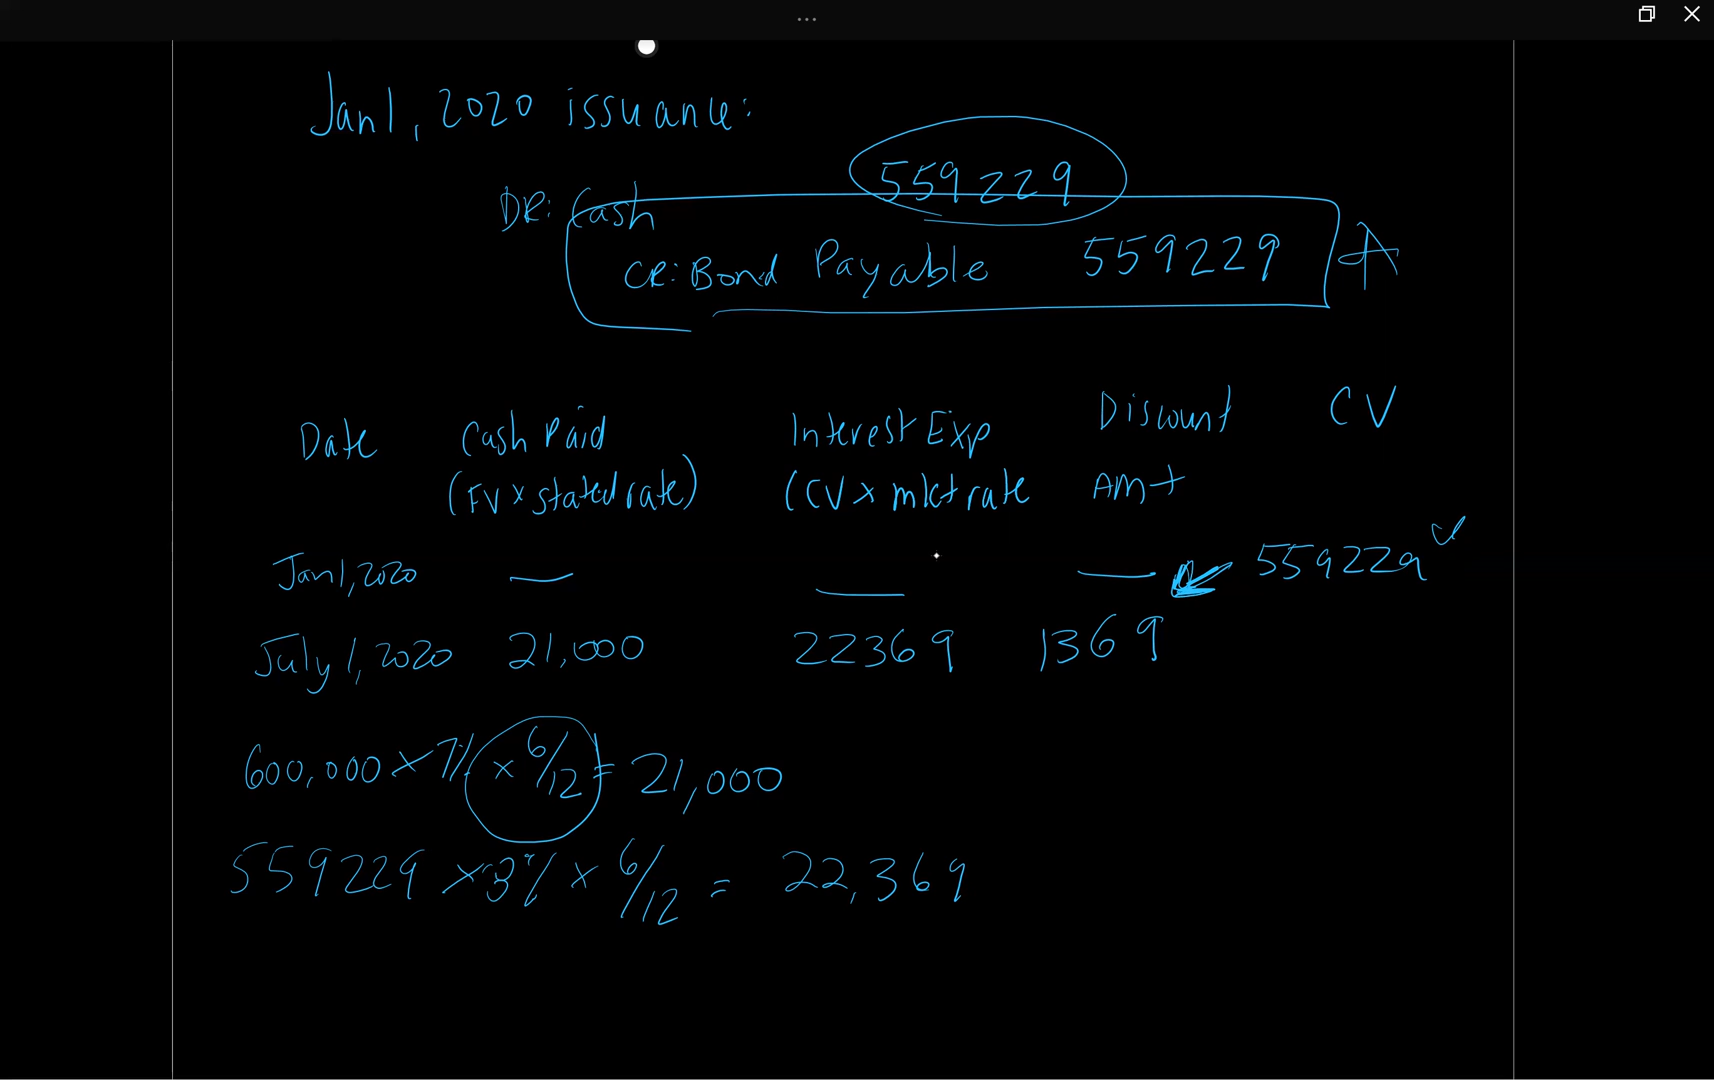 Jan 1, 2020 issuance:
559229
DR: Cash
CR: Bond Payable 559229
Date Cash Paid Interest Exp Discount CV
(FV x stated rate) (CV x mkt rate AMT
Jan 1, 2020 — — — 559229
July 1, 2020 21,000 22369 1369
600,000 x 7% x 6/12 = 21,000
559229 x 8% x 6/12 = 22,369